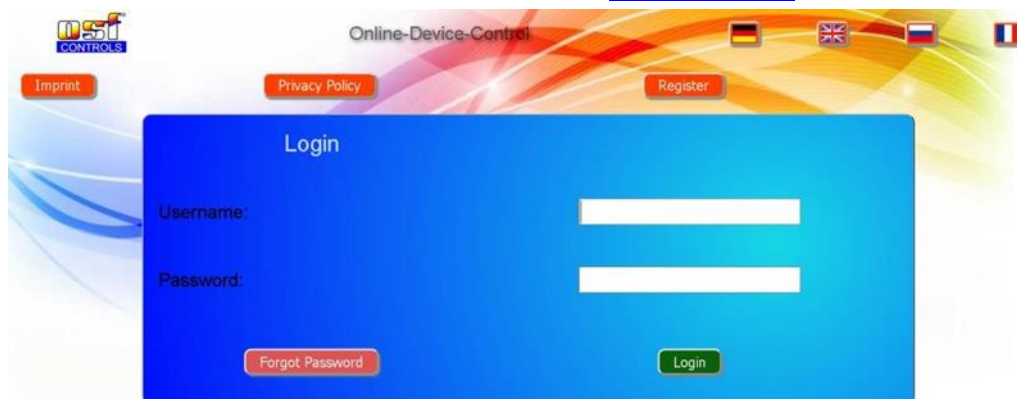 osf
CONTROLS
Online-Device-Control
Imprint
Privacy Policy
Register
Login
Username:
Password:
Forgot Password
Login